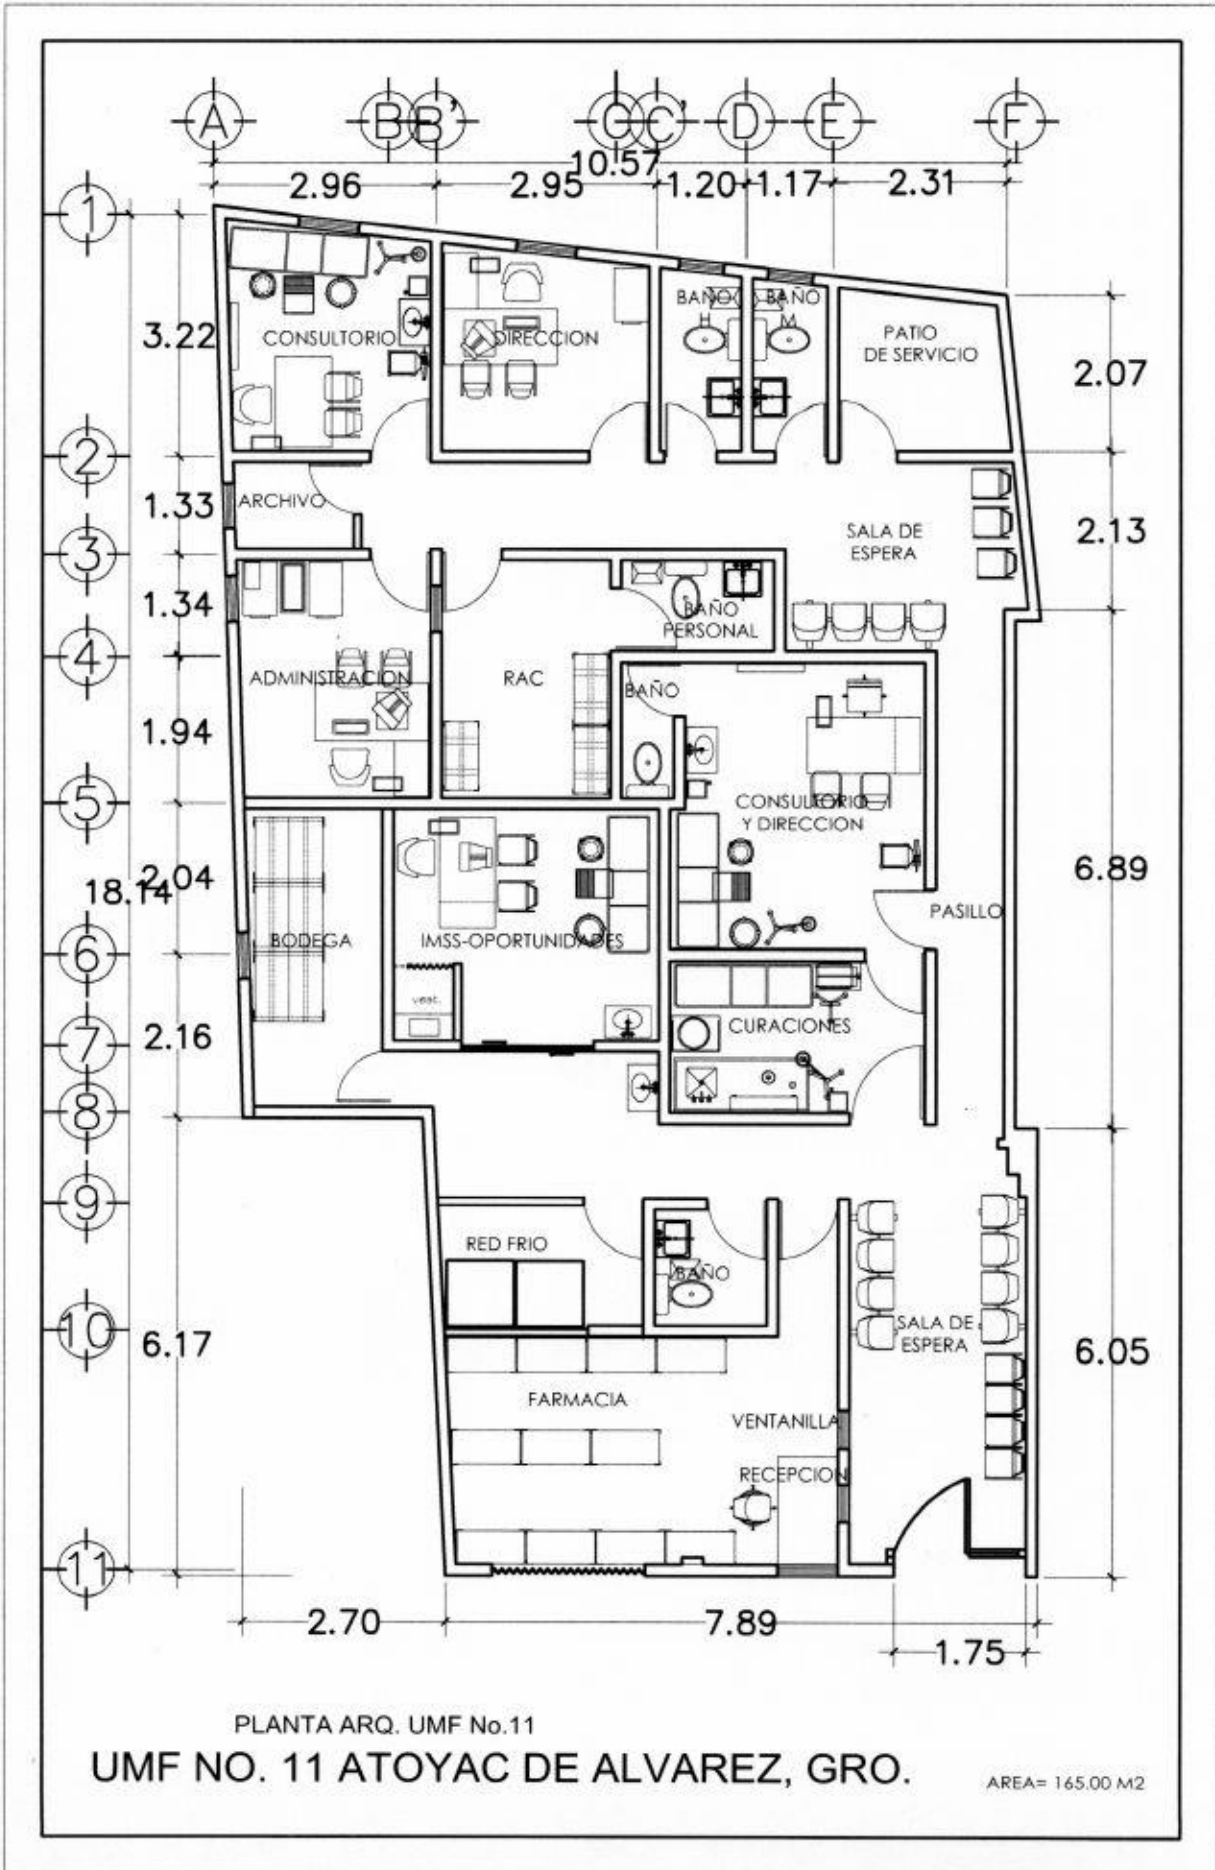 A
B
B'
C
C'
D
E
F
10.57
2.96
2.95
1.20
1.17
2.31
1
3.22
CONSULTORIO
DIRECCION
BAÑO
H
BAÑO
M
PATIO
DE SERVICIO
2.07
2
1.33
ARCHIVO
SALA DE
ESPERA
2.13
3
1.34
BAÑO
PERSONAL
4
ADMINISTRACION
RAC
BAÑO
1.94
5
CONSULTORIO
Y DIRECCION
2.04
18.14
6.89
PASILLO
6
BODEGA
IMSS-OPORTUNIDADES
vest.
7
2.16
CURACIONES
8
9
RED FRIO
BAÑO
10
6.17
SALA DE
ESPERA
6.05
FARMACIA
VENTANILLA
RECEPCION
11
2.70
7.89
1.75
PLANTA ARQ. UMF No.11
UMF NO. 11 ATOYAC DE ALVAREZ, GRO.
AREA= 165.00 M2